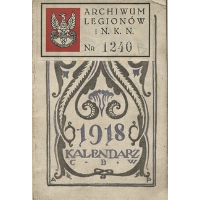 ARCHIWUM
LEGIONÓW
I N.K.N.
No 1240
1918
KALENDARZ
C B W